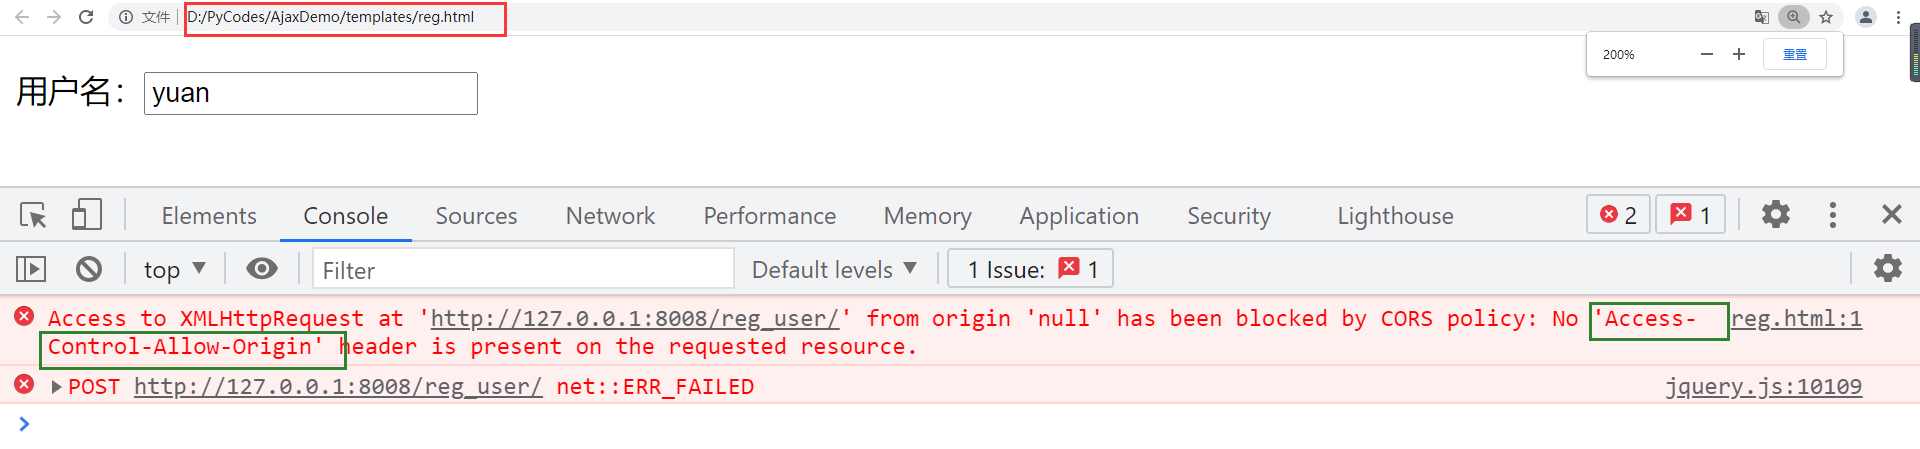 文件 D:/PyCodes/AjaxDemo/templates/reg.html
200% 重置
用户名： yuan
Elements Console Sources Network Performance Memory Application Security Lighthouse 2 1
top Filter Default levels 1 Issue: 1
Access to XMLHttpRequest at 'http://127.0.0.1:8008/reg_user/' from origin 'null' has been blocked by CORS policy: No 'Access- reg.html:1
Control-Allow-Origin' header is present on the requested resource.
POST http://127.0.0.1:8008/reg_user/ net::ERR_FAILED jquery.js:10109